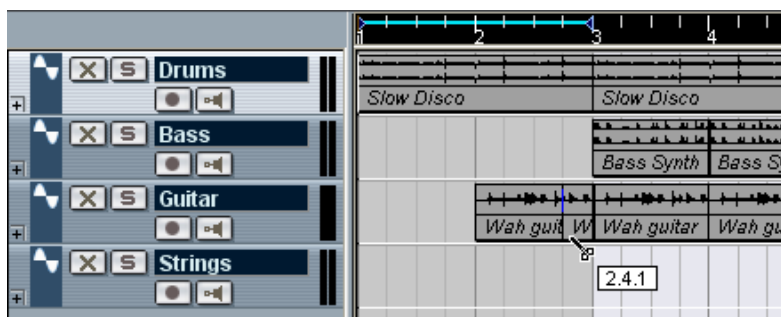 1 2 3 4
X S Drums
Slow Disco Slow Disco
X S Bass
Bass Synth Bass S
X S Guitar
Wah guit W Wah guitar Wah gu
X S Strings
2.4.1